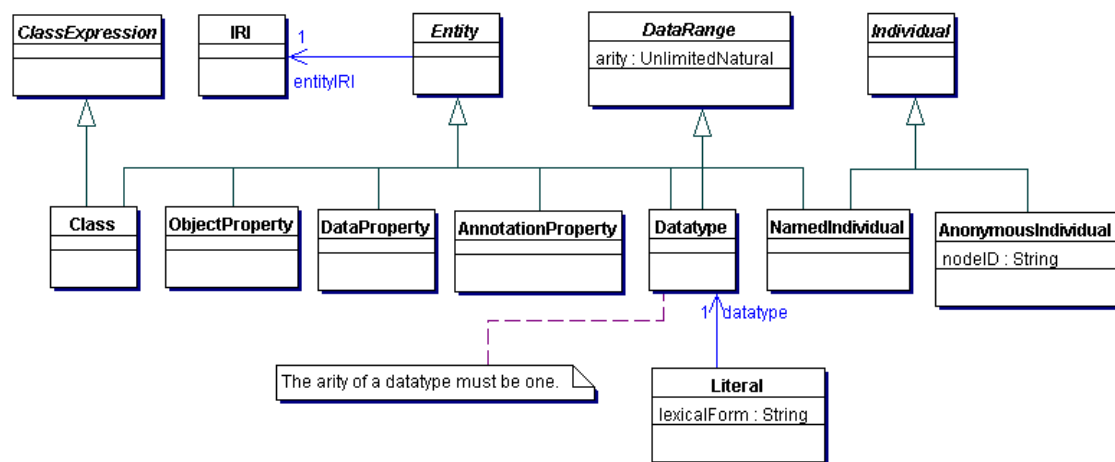 ClassExpression
IRI
Entity
DataRange
arity : UnlimitedNatural
Individual
1
entityIRI
Class
ObjectProperty
DataProperty
AnnotationProperty
Datatype
NamedIndividual
AnonymousIndividual
nodeID : String
1 datatype
The arity of a datatype must be one.
Literal
lexicalForm : String